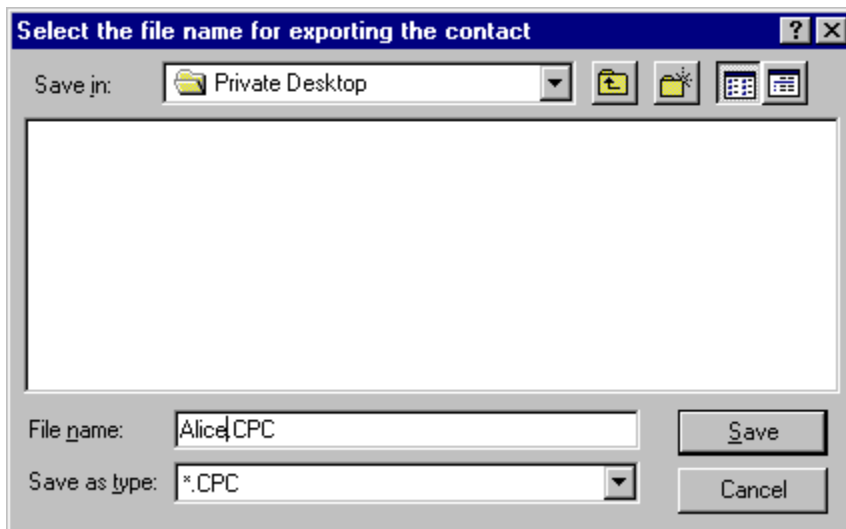 Select the file name for exporting the contact
Save in: Private Desktop
File name: Alice.CPC Save
Save as type: *.CPC Cancel